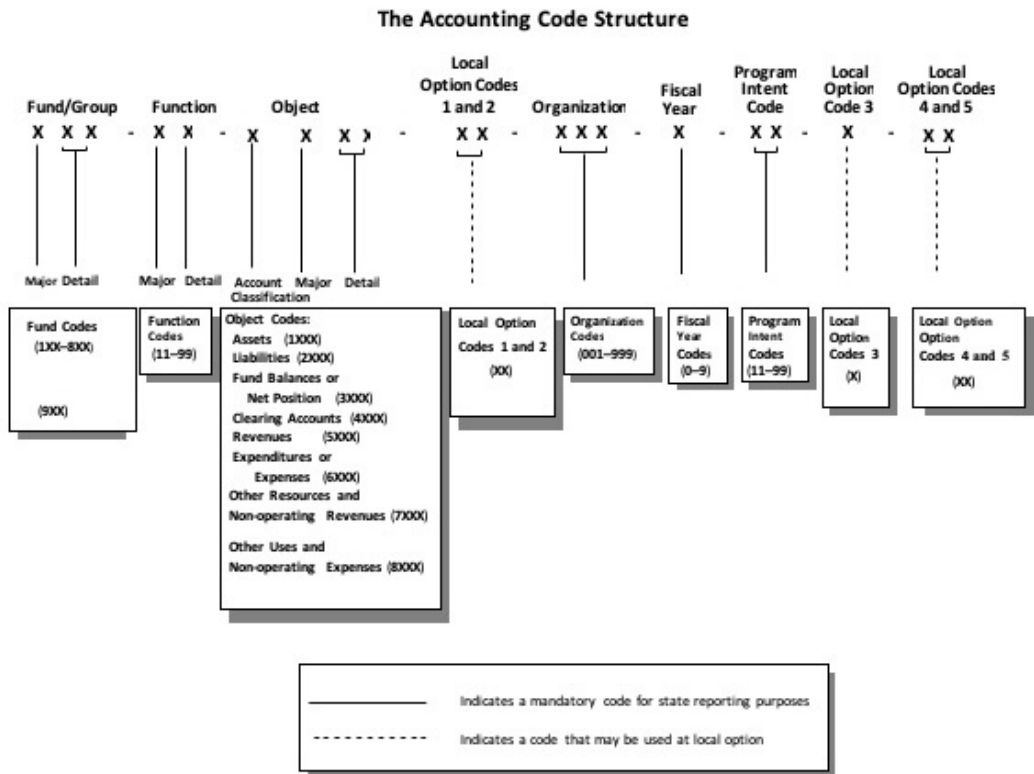 The Accounting Code Structure
Local
Option Codes
1 and 2
Program
Intent
Code
Local
Option
Code 3
Local
Option Codes
4 and 5
Fund/Group
Function
Object
Organization
Fiscal
Year
X X X - X X - X X X X - X X - X X X - X - X X - X - X X
Major Detail
Major Detail
Account Classification
Major
Detail
Fund Codes
(1XX–8XX)
(9XX)
Function
Codes
(11–99)
Object Codes:
Assets (1XXX)
Liabilities (2XXX)
Fund Balances or
Net Position (3XXX)
Clearing Accounts (4XXX)
Revenues (5XXX)
Expenditures or
Expenses (6XXX)
Other Resources and
Non-operating Revenues (7XXX)
Other Uses and
Non-operating Expenses (8XXX)
Local Option
Codes 1 and 2
(XX)
Organization
Codes
(001–999)
Fiscal
Year
Codes
(0–9)
Program Intent
Codes
(11–99)
Local
Option
Codes 3
(X)
Local Option
Option
Codes 4 and 5
(XX)
Indicates a mandatory code for state reporting purposes
Indicates a code that may be used at local option